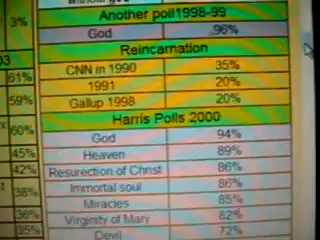 3%
Another poll1998-99
God 96%
Reincarnation
CNN in 1990 35%
61%
1991 20%
59%
Gallup 1998 20%
Harris Polls 2000
60%
God 94%
45%
Heaven 89%
42%
Resurection of Christ 86%
38%
Immortal soul 86%
Miracles 85%
36%
Virginity of Mary 82%
35%
Devil 72%